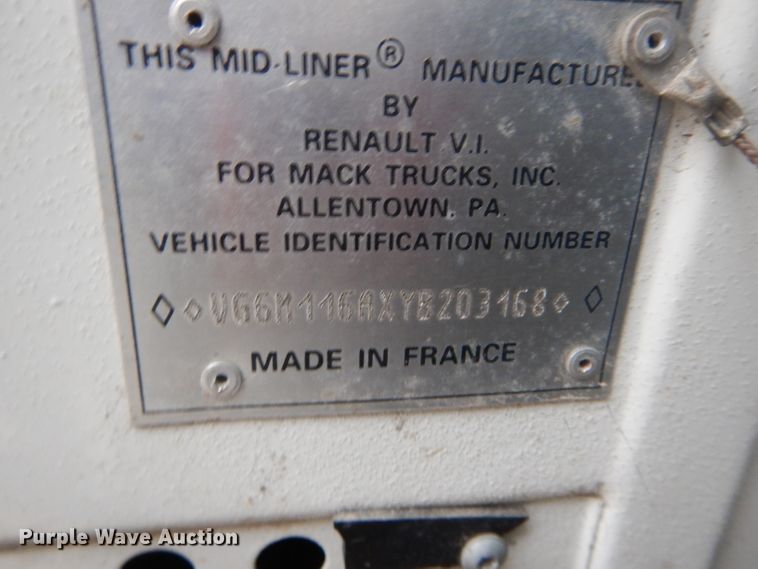 THIS MID-LINER® MANUFACTURED
BY
RENAULT V.I.
FOR MACK TRUCKS, INC.
ALLENTOWN, PA.
VEHICLE IDENTIFICATION NUMBER
VG6M116AXYB203168
MADE IN FRANCE
Purple Wave Auction